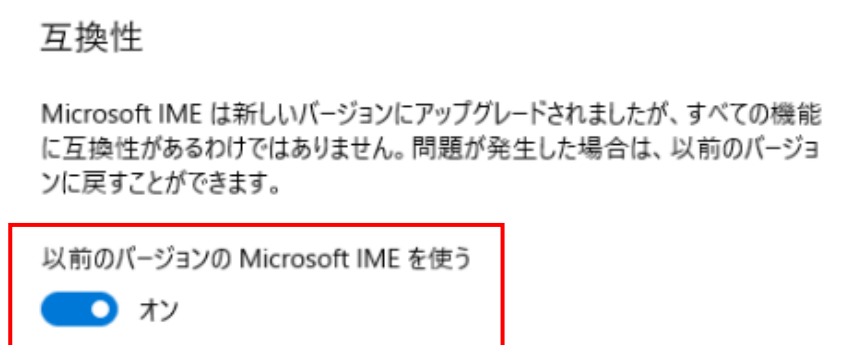 互換性
Microsoft IME は新しいバージョンにアップグレードされましたが、すべての機能
に互換性があるわけではありません。問題が発生した場合は、以前のバージョ
ンに戻すことができます。
以前のバージョンの Microsoft IME を使う
オン